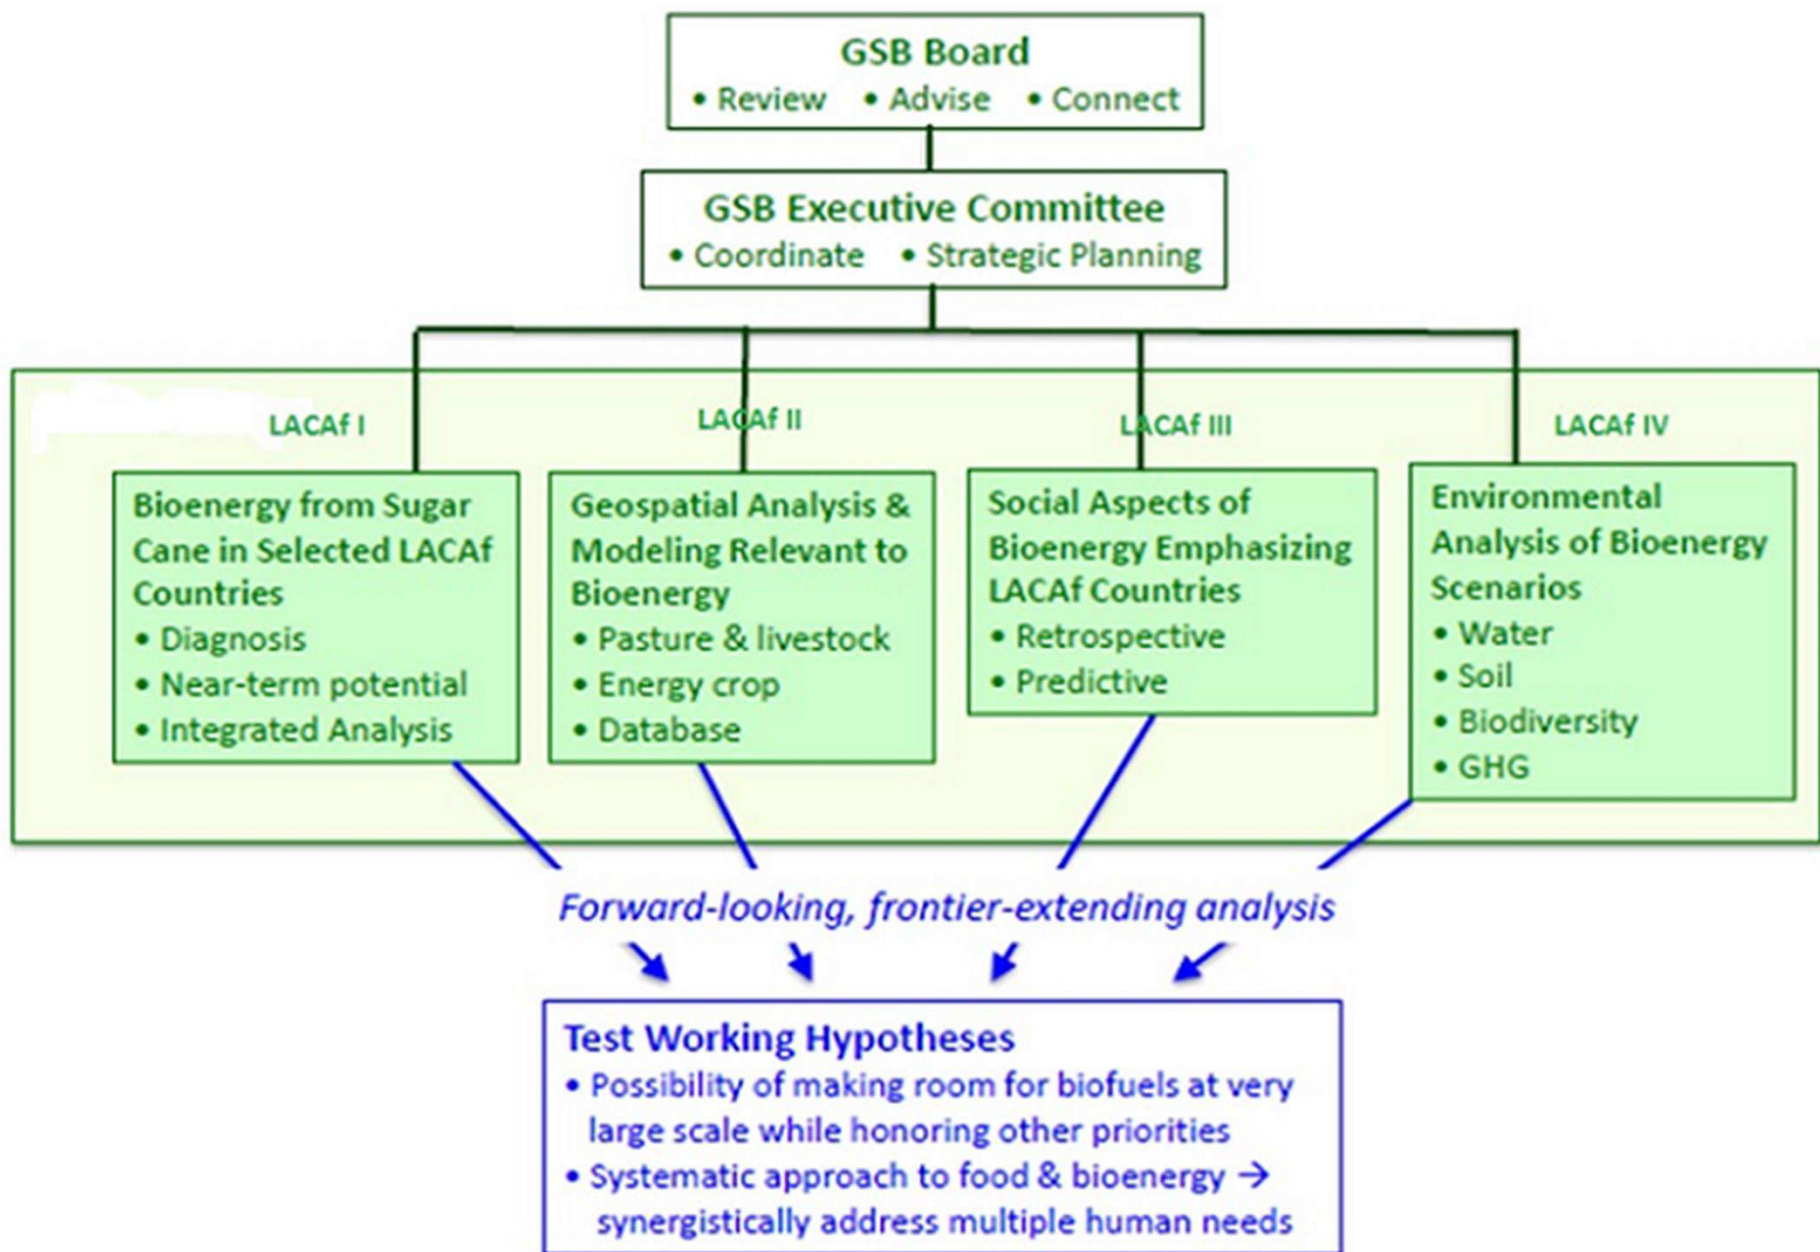 GSB Board
• Review • Advise • Connect
GSB Executive Committee
• Coordinate • Strategic Planning
LACAf I
LACAf II
LACAf III
LACAf IV
Bioenergy from Sugar
Cane in Selected LACAf
Countries
• Diagnosis
• Near-term potential
• Integrated Analysis
Geospatial Analysis &
Modeling Relevant to
Bioenergy
• Pasture & livestock
• Energy crop
• Database
Social Aspects of
Bioenergy Emphasizing
LACAf Countries
• Retrospective
• Predictive
Environmental
Analysis of Bioenergy
Scenarios
• Water
• Soil
• Biodiversity
• GHG
Forward-looking, frontier-extending analysis
Test Working Hypotheses
• Possibility of making room for biofuels at very
large scale while honoring other priorities
• Systematic approach to food & bioenergy →
synergistically address multiple human needs